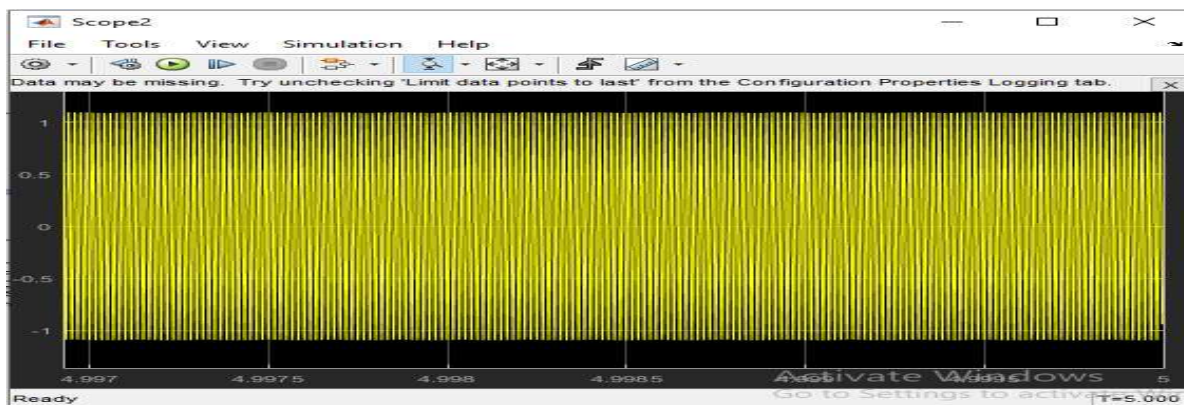 Scope2
File Tools View Simulation Help
Data may be missing. Try unchecking 'Limit data points to last' from the Configuration Properties Logging tab.
1
0.5
0
-0.5
-1
4.997 4.9975 4.998 4.9985 5
Activate Windows
Go to Settings to activate
Ready T=5.000